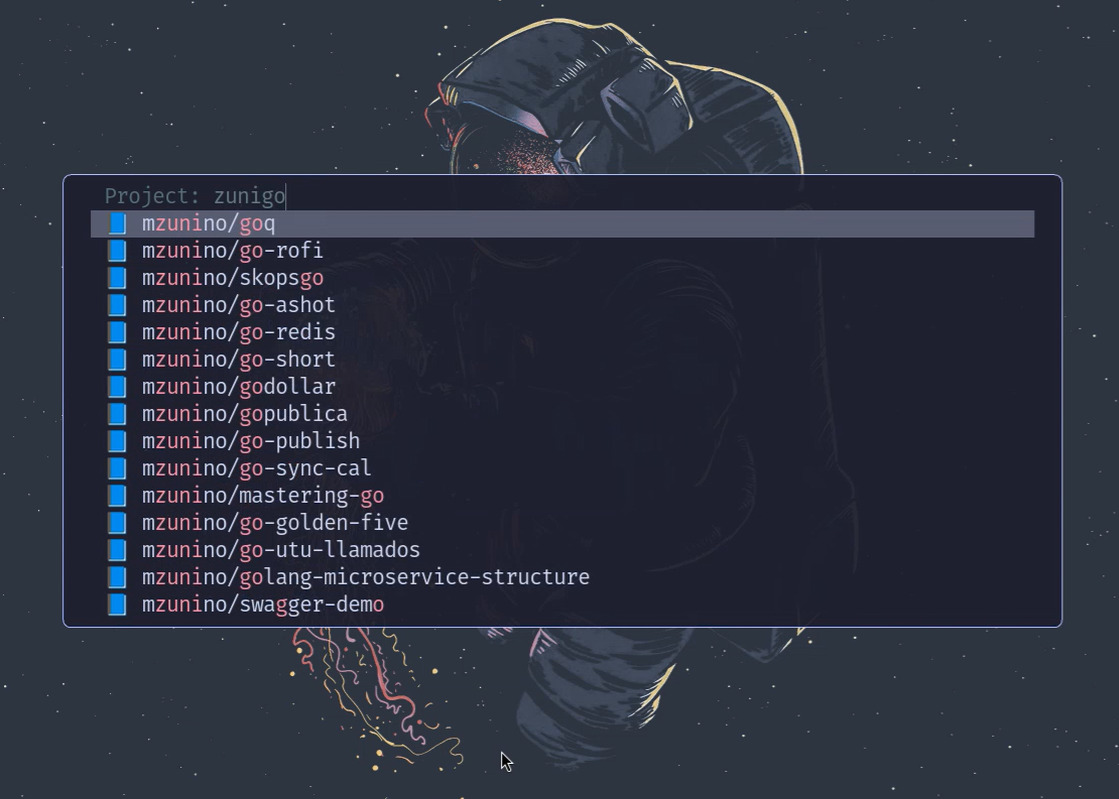 Project: zunigo
mzunino/goq
mzunino/go-rofi
mzunino/skopsgo
mzunino/go-ashot
mzunino/go-redis
mzunino/go-short
mzunino/godollar
mzunino/gopublica
mzunino/go-publish
mzunino/go-sync-cal
mzunino/mastering-go
mzunino/go-golden-five
mzunino/go-utu-llamados
mzunino/golang-microservice-structure
mzunino/swagger-demo